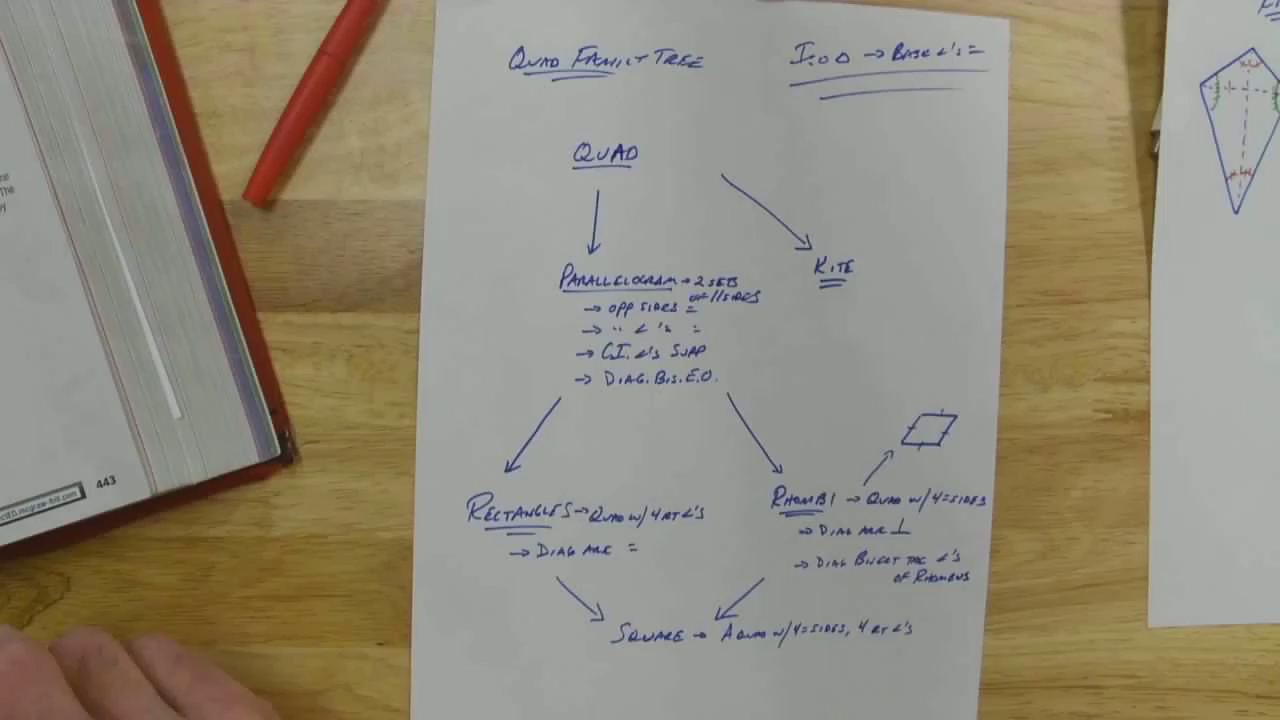 QUAD FAMILY TREE
ISO Δ → BASE ∠'S =
QUAD
PARALLELOGRAM → 2 SETS
OF // SIDES
→ OPP SIDES =
→ " ∠'S =
→ C.I. ∠'S SUPP
→ DIAG. BIS. E.O.
KITE
RECTANGLES → QUAD W/ 4 RT ∠'S
→ DIAG ARE =
RHOMBI → QUAD W/ 4 = SIDES
→ DIAG ARE ⊥
→ DIAG BISECT THE ∠'S
OF RHOMBUS
SQUARE → A QUAD W/ 4 = SIDES, 4 RT ∠'S
The
443